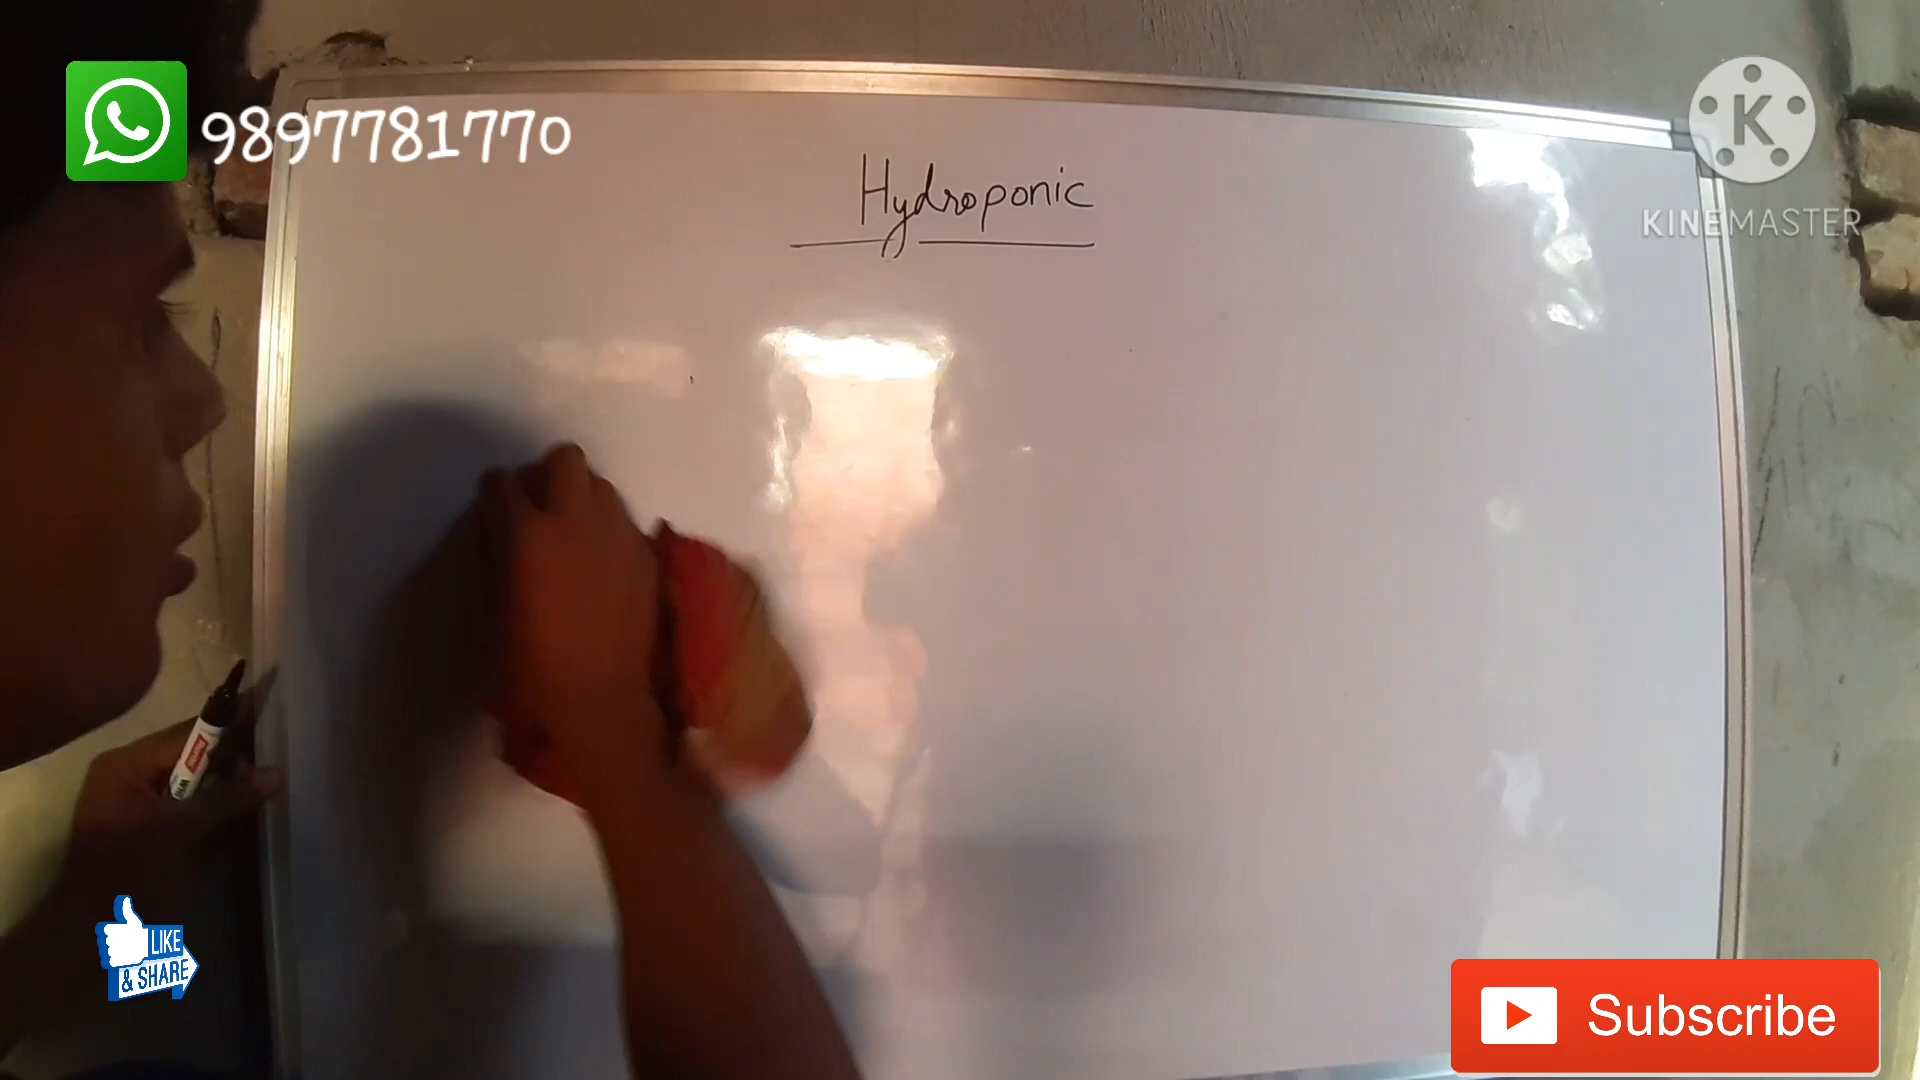 9897781770
Hydroponic
KINEMASTER
LIKE
& SHARE
Subscribe